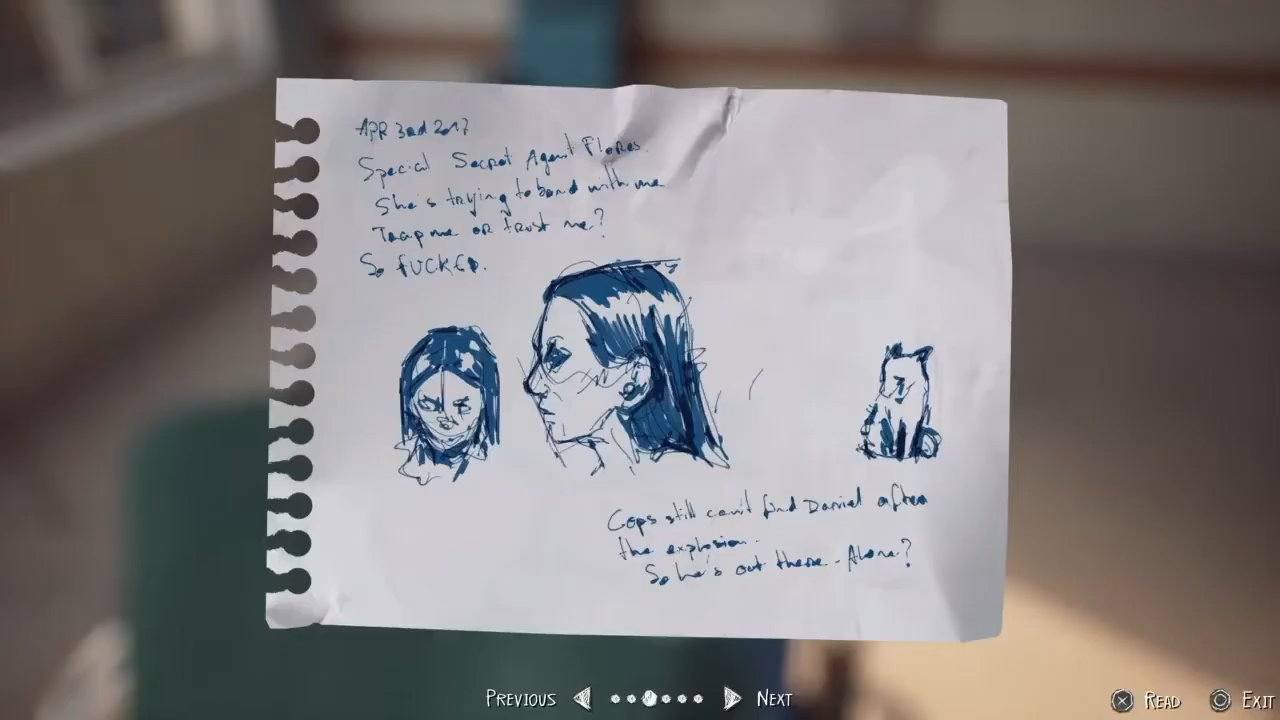 APR 3rd 2017
Special Secret Agent Flores.
She's trying to bond with me
Trap me or trust me?
So FUCKED.
Cops still can't find Daniel after
the explosion.
So he's out there. Alone?
PREVIOUS NEXT
READ EXIT